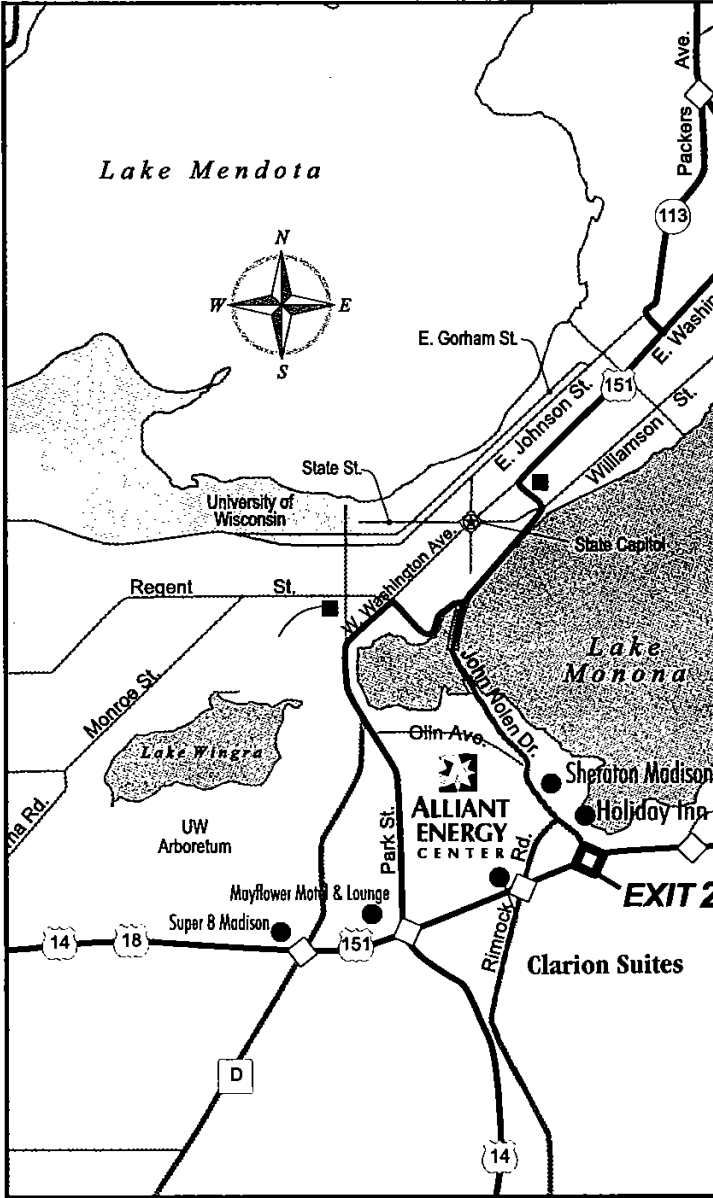 Packers Ave.
Lake Mendota
113
N
W
E
S
E. Gorham St.
151
E. Johnson St.
Williamson St.
State St.
University of
Wisconsin
State Capitol
W. Washington Ave.
Regent St.
Lake
Monona
John Nolen Dr.
Monroe St.
Olin Ave.
Lake Wingra
Sheraton Madison
ALLIANT
ENERGY
CENTER
Holiday Inn
UW
Arboretum
Park St.
Rimrock Rd.
Mayflower Motel & Lounge
EXIT 2
Super 8 Madison
14
18
151
Clarion Suites
D
14